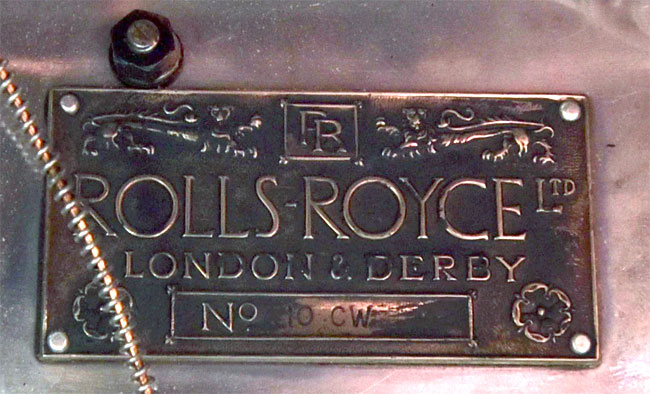 RR
ROLLS-ROYCE LTD
LONDON & DERBY
No 10 CW